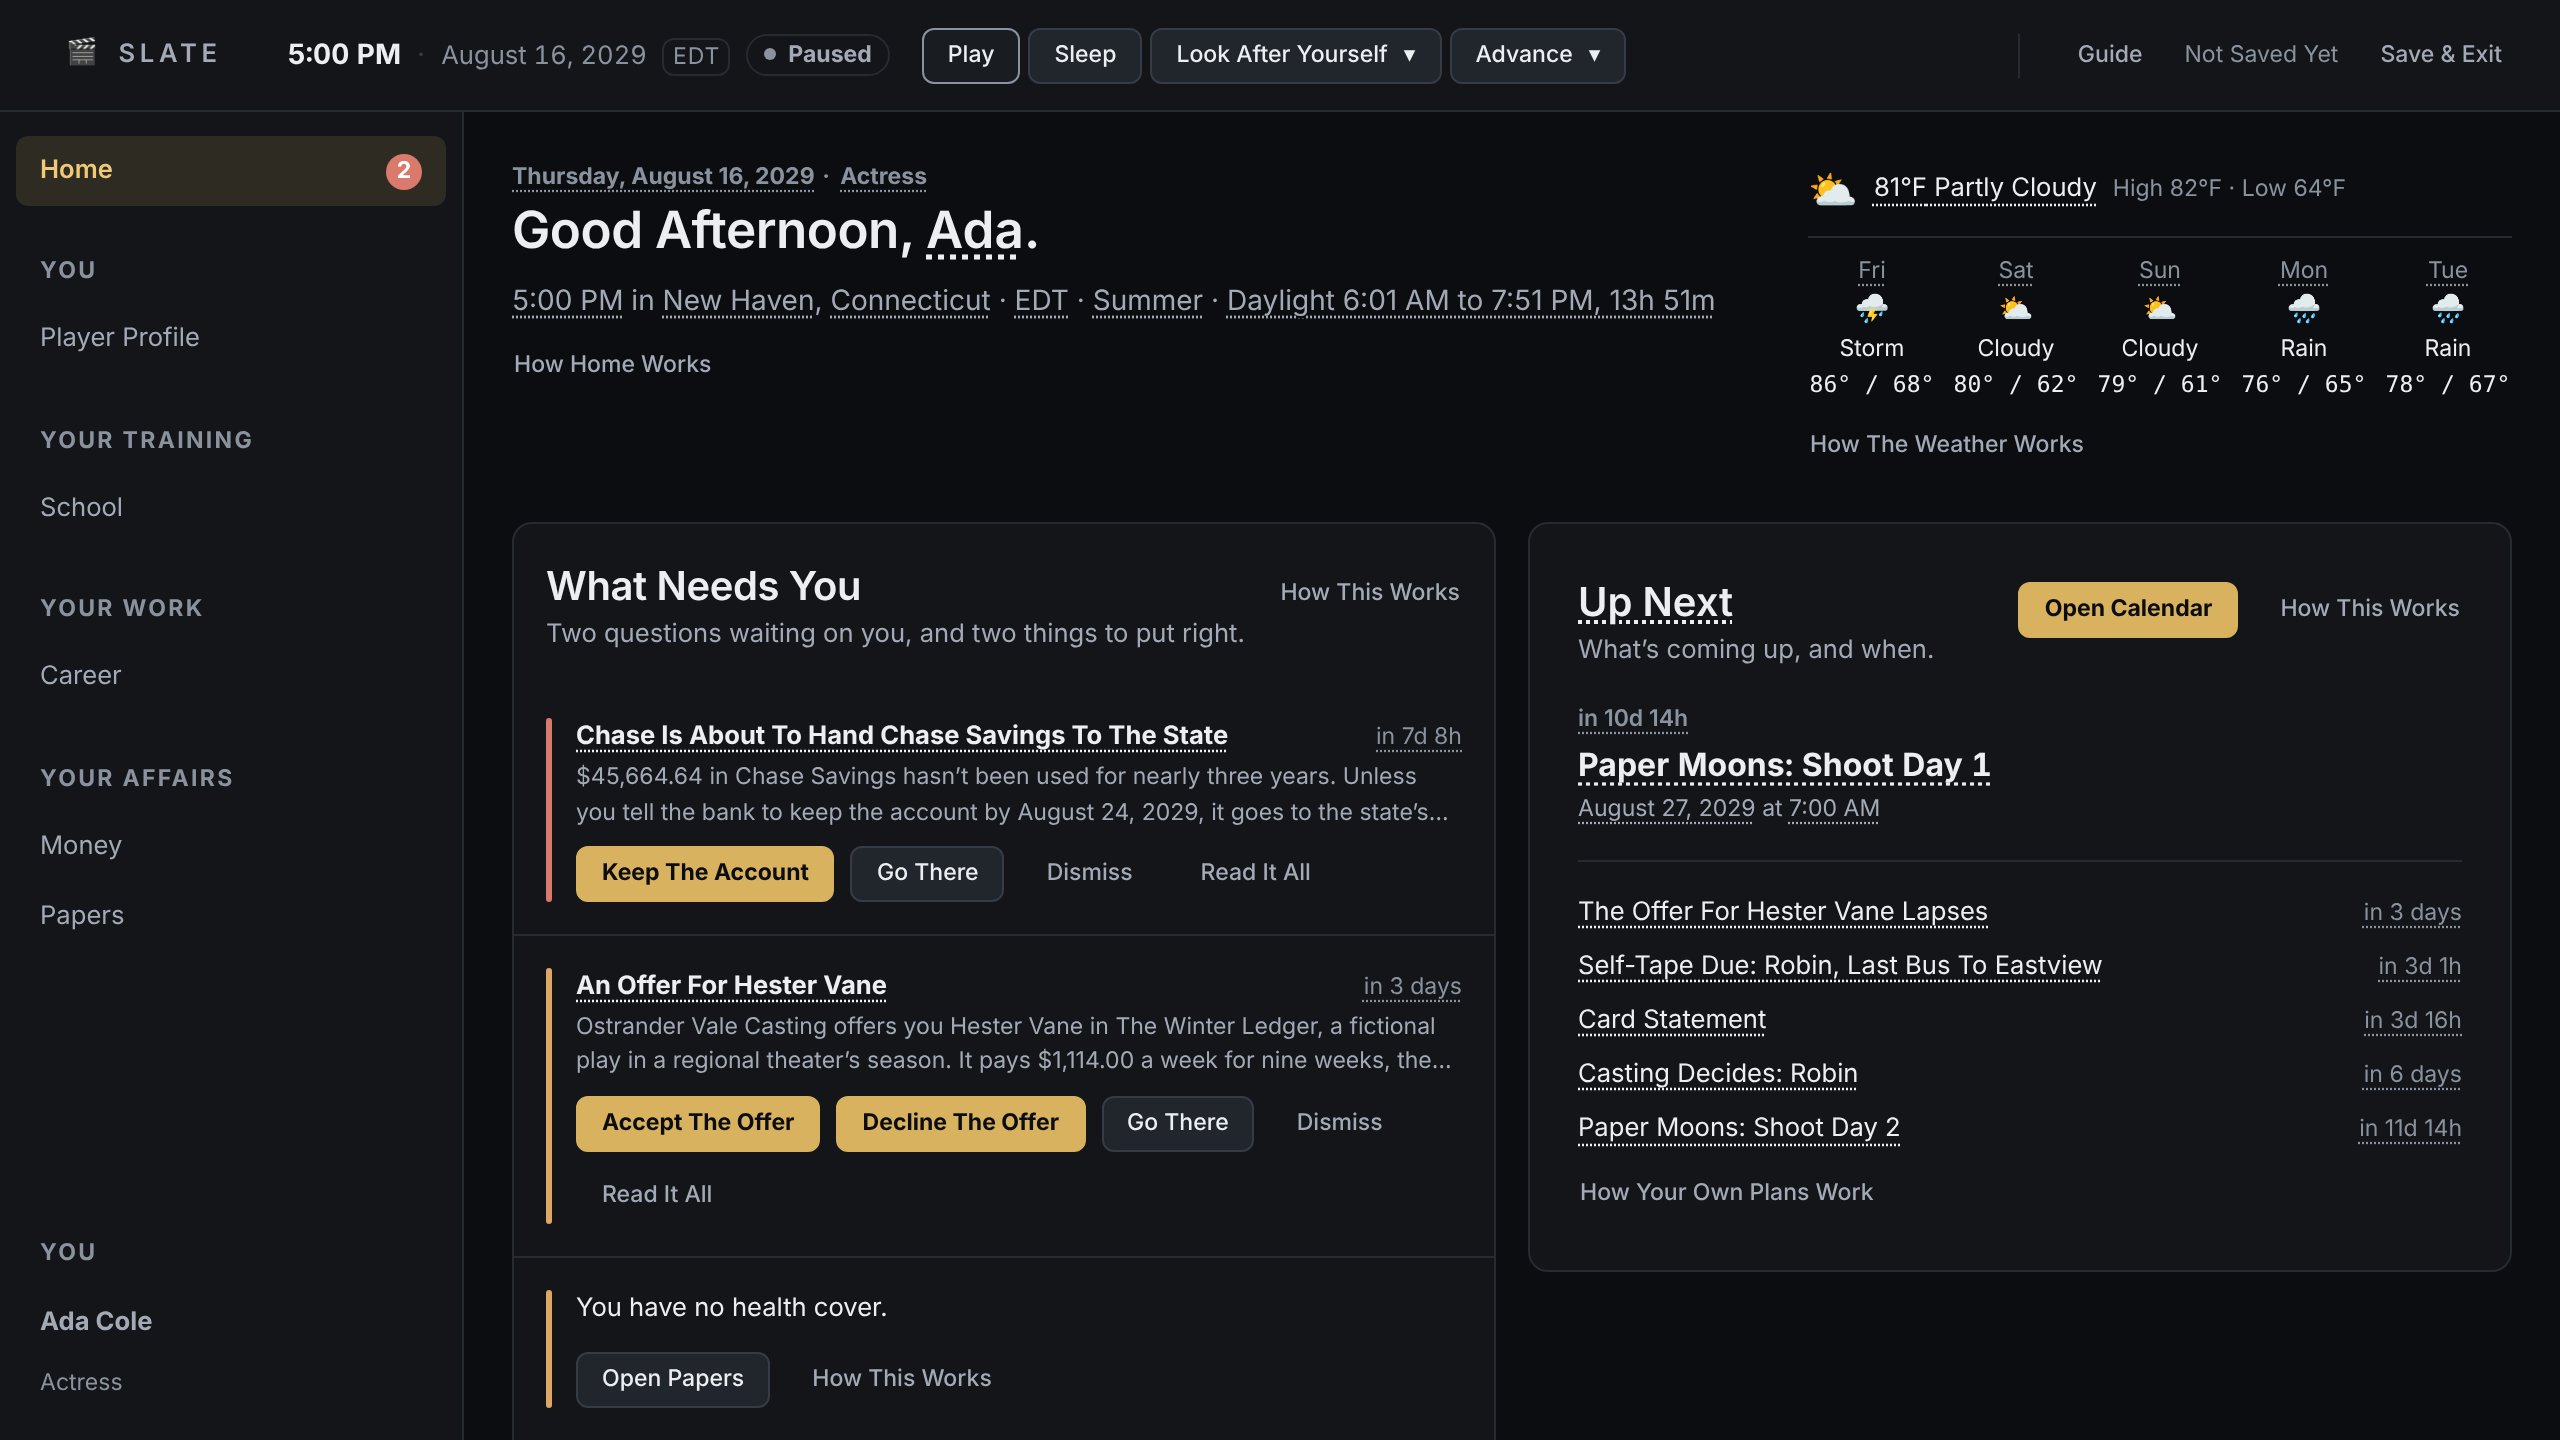 🎬 SLATE
5:00 PM · August 16, 2029 EDT Paused Play Sleep Look After Yourself ▾ Advance ▾
Guide Not Saved Yet Save & Exit
Home 2
YOU
Player Profile
YOUR TRAINING
School
YOUR WORK
Career
YOUR AFFAIRS
Money
Papers
YOU
Ada Cole
Actress
Thursday, August 16, 2029 · Actress
Good Afternoon, Ada.
5:00 PM in New Haven, Connecticut · EDT · Summer · Daylight 6:01 AM to 7:51 PM, 13h 51m
How Home Works
81°F Partly Cloudy High 82°F · Low 64°F
Fri Sat Sun Mon Tue
Storm Cloudy Cloudy Rain Rain
86° / 68° 80° / 62° 79° / 61° 76° / 65° 78° / 67°
How The Weather Works
What Needs You
How This Works
Two questions waiting on you, and two things to put right.
Chase Is About To Hand Chase Savings To The State in 7d 8h
$45,664.64 in Chase Savings hasn’t been used for nearly three years. Unless
you tell the bank to keep the account by August 24, 2029, it goes to the state’s…
Keep The Account Go There Dismiss Read It All
An Offer For Hester Vane in 3 days
Ostrander Vale Casting offers you Hester Vane in The Winter Ledger, a fictional
play in a regional theater’s season. It pays $1,114.00 a week for nine weeks, the…
Accept The Offer Decline The Offer Go There Dismiss
Read It All
You have no health cover.
Open Papers How This Works
Up Next
Open Calendar How This Works
What’s coming up, and when.
in 10d 14h
Paper Moons: Shoot Day 1
August 27, 2029 at 7:00 AM
The Offer For Hester Vane Lapses in 3 days
Self-Tape Due: Robin, Last Bus To Eastview in 3d 1h
Card Statement in 3d 16h
Casting Decides: Robin in 6 days
Paper Moons: Shoot Day 2 in 11d 14h
How Your Own Plans Work